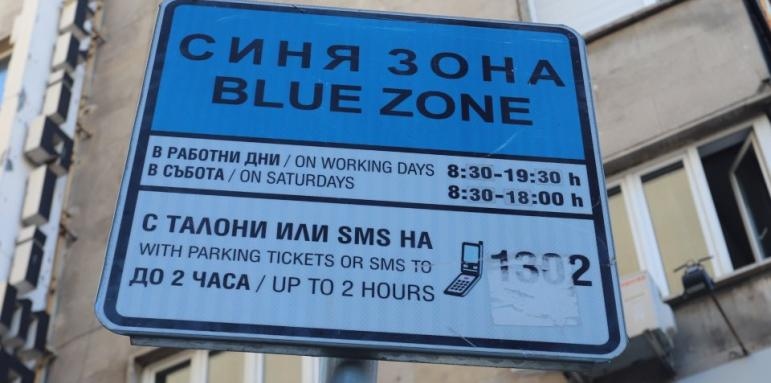 СИНЯ ЗОНА
BLUE ZONE
В РАБОТНИ ДНИ / ON WORKING DAYS 8:30-19:30 h
В СЪБОТА / ON SATURDAYS 8:30-18:00 h
С ТАЛОНИ ИЛИ SMS НА
WITH PARKING TICKETS OR SMS TO 1302
ДО 2 ЧАСА / UP TO 2 HOURS